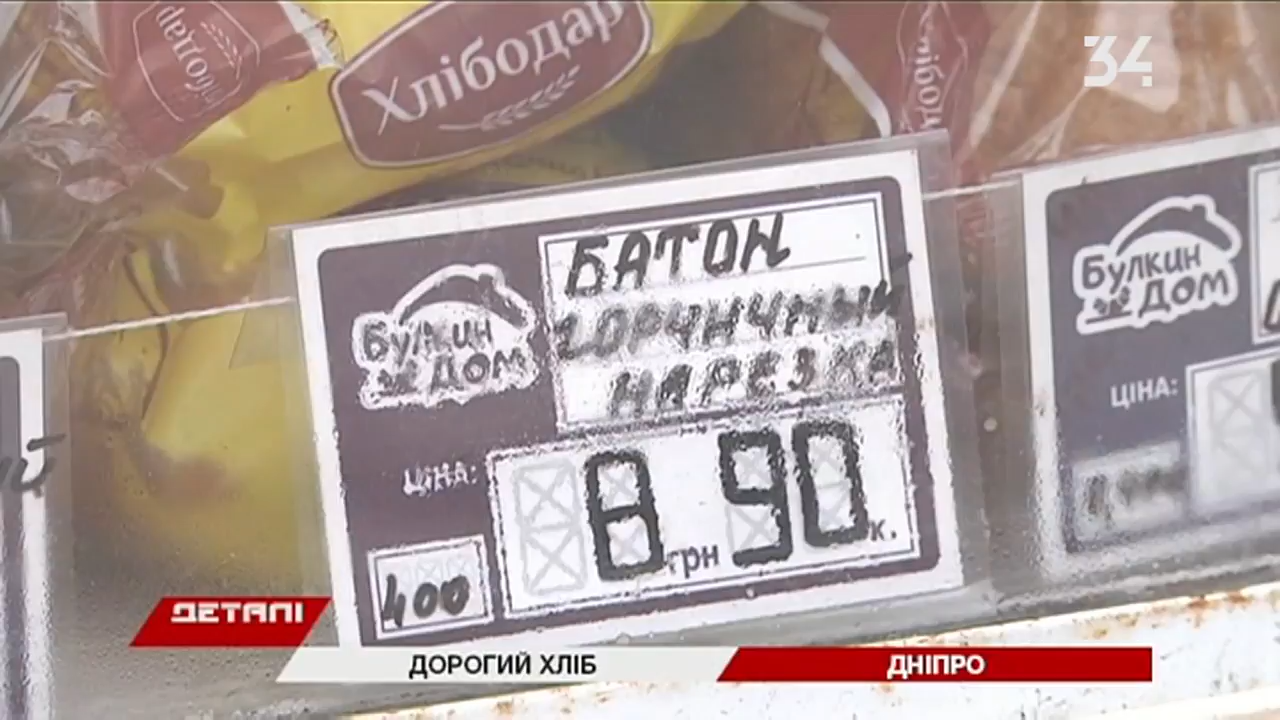 Хлібодар
34
БАТОН
ГОРЧИЧНЫЙ
НАРЕЗКА
Булкин
Дом
ЦІНА:
8 грн 90 к.
400
Булкин
Дом
ЦІНА:
ДЕТАЛІ
ДОРОГИЙ ХЛІБ
ДНІПРО